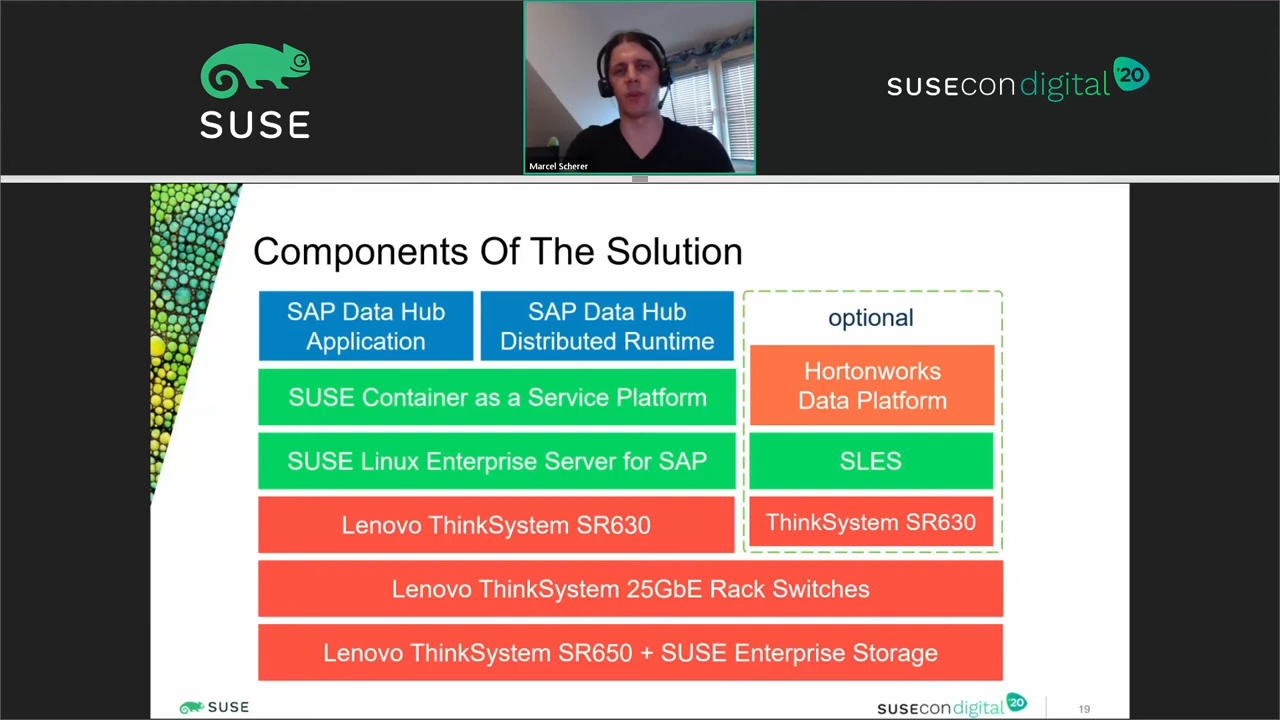 SUSE
Marcel Scherer
SUSECON digital '20
Components Of The Solution
SAP Data Hub
Application
SAP Data Hub
Distributed Runtime
optional
Hortonworks
Data Platform
SUSE Container as a Service Platform
SUSE Linux Enterprise Server for SAP
SLES
Lenovo ThinkSystem SR630
ThinkSystem SR630
Lenovo ThinkSystem 25GbE Rack Switches
Lenovo ThinkSystem SR650 + SUSE Enterprise Storage
SUSE
SUSECON digital '20
19